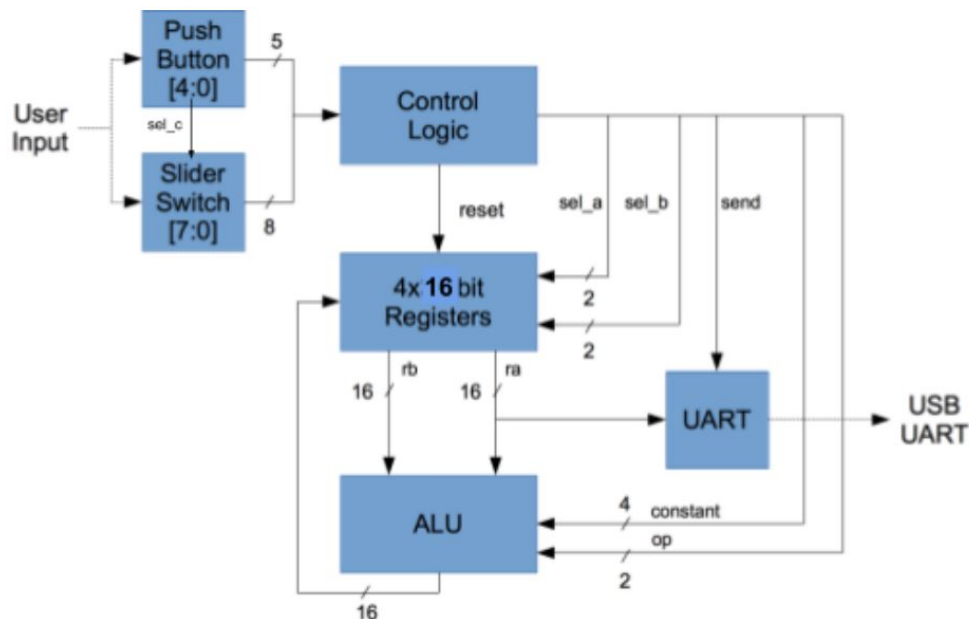 Push
Button
[4:0]
5
User
Input
sel_c
Slider
Switch
[7:0]
8
Control
Logic
reset
sel_a
sel_b
send
4x 16 bit
Registers
2
2
rb
ra
16
16
UART
USB
UART
ALU
4
constant
op
2
16